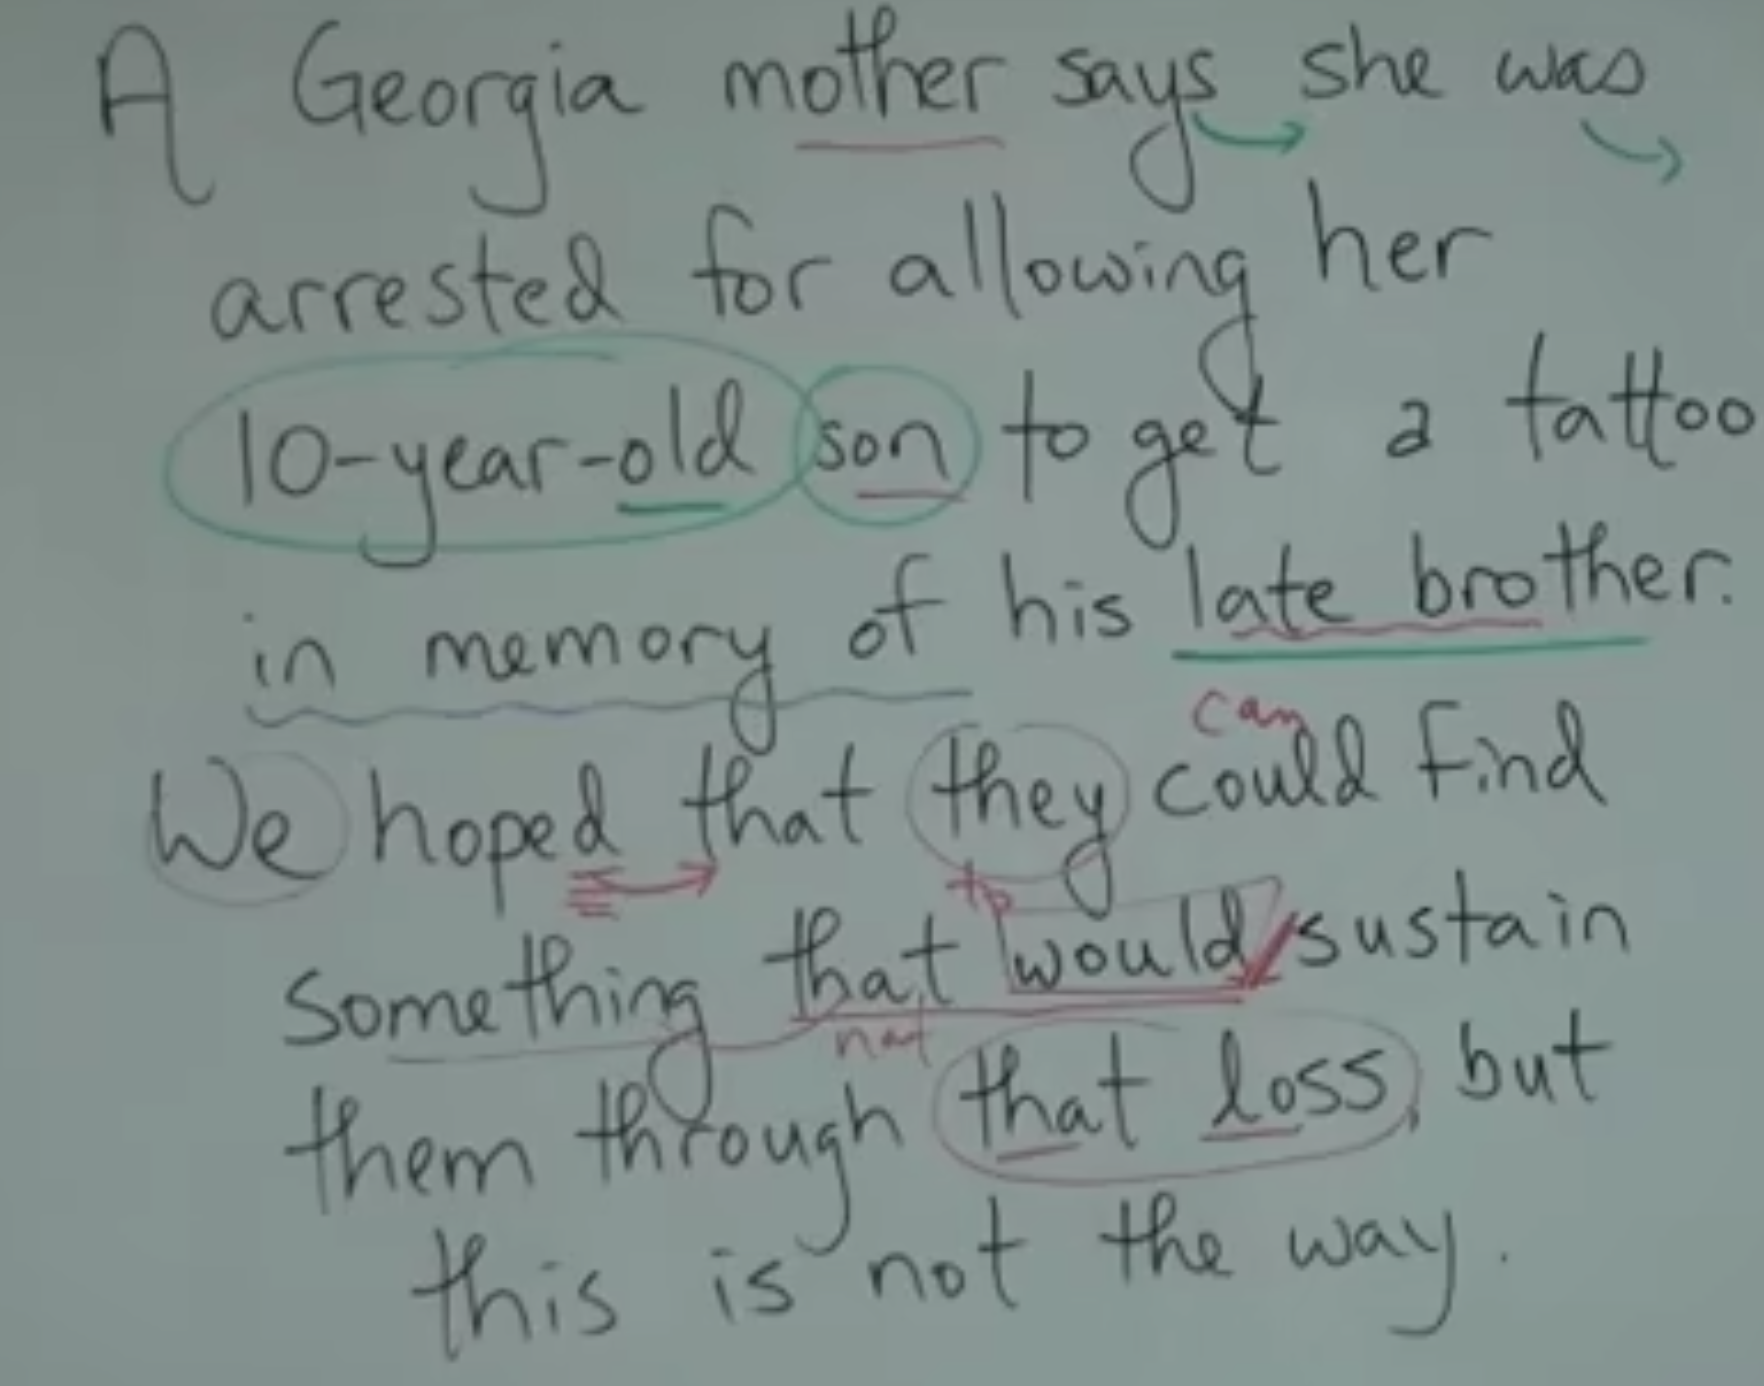 A Georgia mother says she was
arrested for allowing her
10-year-old son to get a tattoo
in memory of his late brother.
can
We hoped that they could find
to
something that would sustain
not
them through that loss, but
this is not the way.